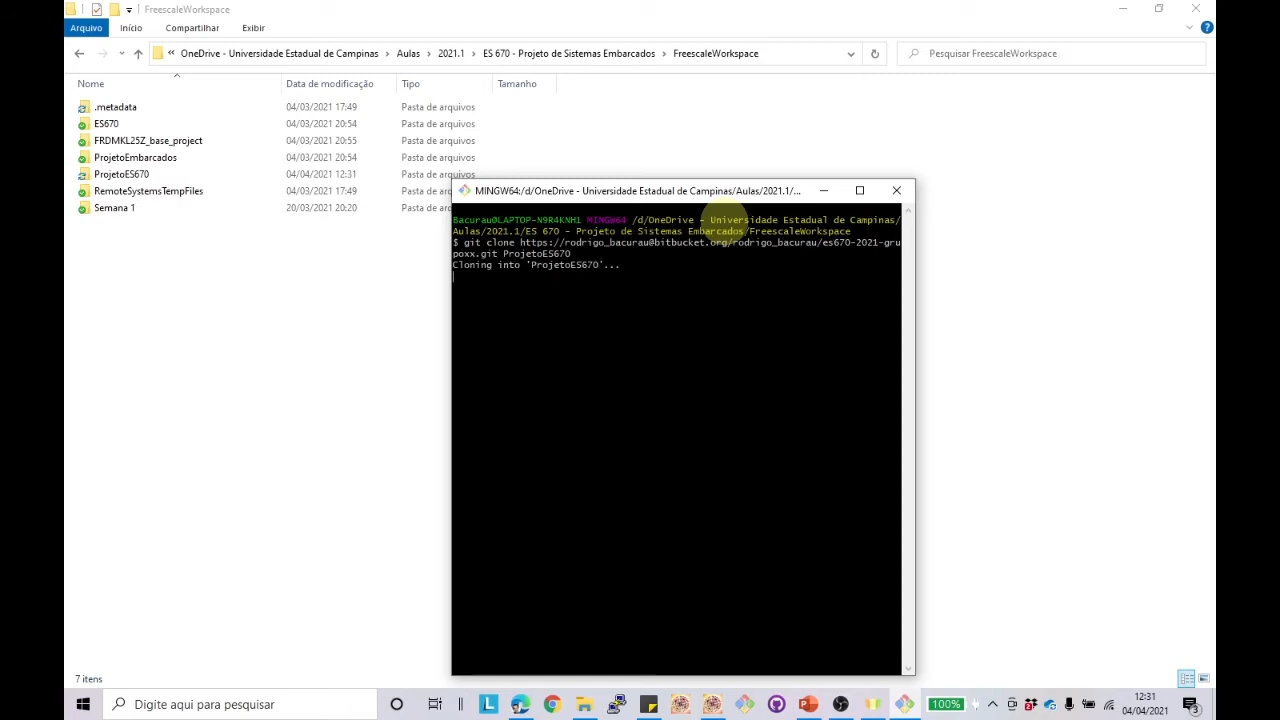 FreescaleWorkspace
Arquivo Início Compartilhar Exibir
« OneDrive - Universidade Estadual de Campinas › Aulas › 2021.1 › ES 670 - Projeto de Sistemas Embarcados › FreescaleWorkspace
Pesquisar FreescaleWorkspace
Nome Data de modificação Tipo Tamanho
.metadata 04/03/2021 17:49 Pasta de arquivos
ES670 04/03/2021 20:54 Pasta de arquivos
FRDMKL25Z_base_project 04/03/2021 20:55 Pasta de arquivos
ProjetoEmbarcados 04/03/2021 20:54 Pasta de arquivos
ProjetoES670 04/04/2021 12:31 Pasta de arquivos
RemoteSystemsTempFiles 04/03/2021 17:49 Pasta de ar
Semana 1 20/03/2021 20:20 Pasta de ar
MINGW64:/d/OneDrive - Universidade Estadual de Campinas/Aulas/2021.1/...
Bacurau@LAPTOP-N9R4KNH1 MINGW64 /d/OneDrive - Universidade Estadual de Campinas/
Aulas/2021.1/ES 670 - Projeto de Sistemas Embarcados/FreescaleWorkspace
$ git clone https://rodrigo_bacurau@bitbucket.org/rodrigo_bacurau/es670-2021-gru
poxx.git ProjetoES670
Cloning into 'ProjetoES670'...
7 itens
Digite aqui para pesquisar
L
100%
12:31
04/04/2021
3